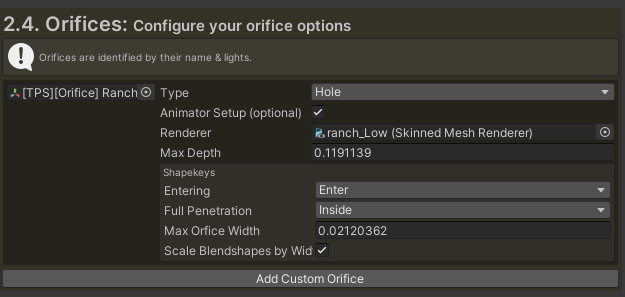 2.4. Orifices: Configure your orifice options
Orifices are identified by their name & lights.
[TPS][Orifice] Ranch
Type Hole
Animator Setup (optional)
Renderer ranch_Low (Skinned Mesh Renderer)
Max Depth 0.1191139
Shapekeys
Entering Enter
Full Penetration Inside
Max Orfice Width 0.02120362
Scale Blendshapes by Wid
Add Custom Orifice